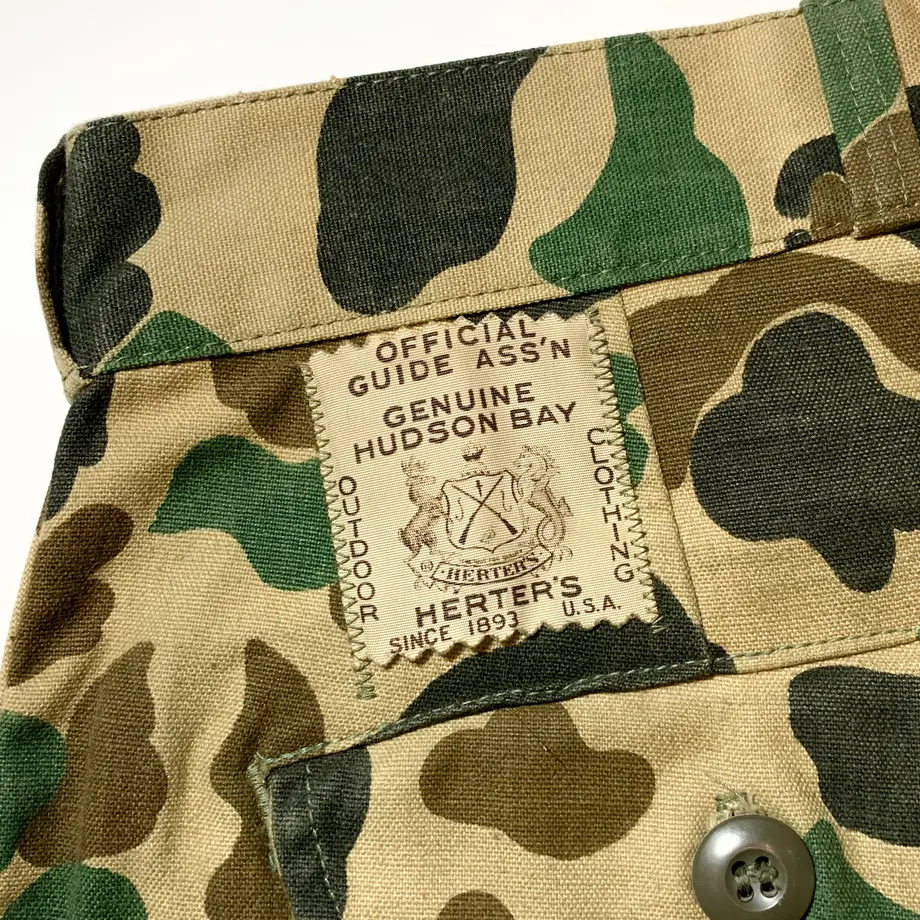 OFFICIAL
GUIDE ASS'N
GENUINE
HUDSON BAY
OUTDOOR
CLOTHING
HERTER'S
HERTER'S
SINCE 1893 U.S.A.